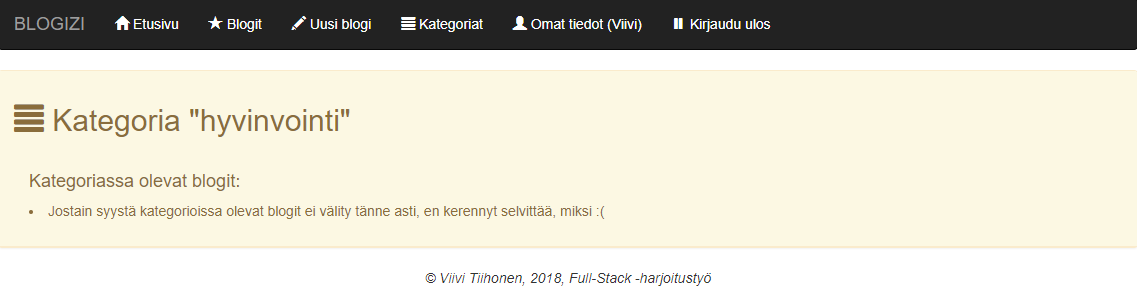 BLOGIZI Etusivu Blogit Uusi blogi Kategoriat Omat tiedot (Viivi) Kirjaudu ulos
Kategoria "hyvinvointi"
Kategoriassa olevat blogit:
• Jostain syystä kategorioissa olevat blogit ei välity tänne asti, en kerennyt selvittää, miksi :(
© Viivi Tiihonen, 2018, Full-Stack -harjoitustyö